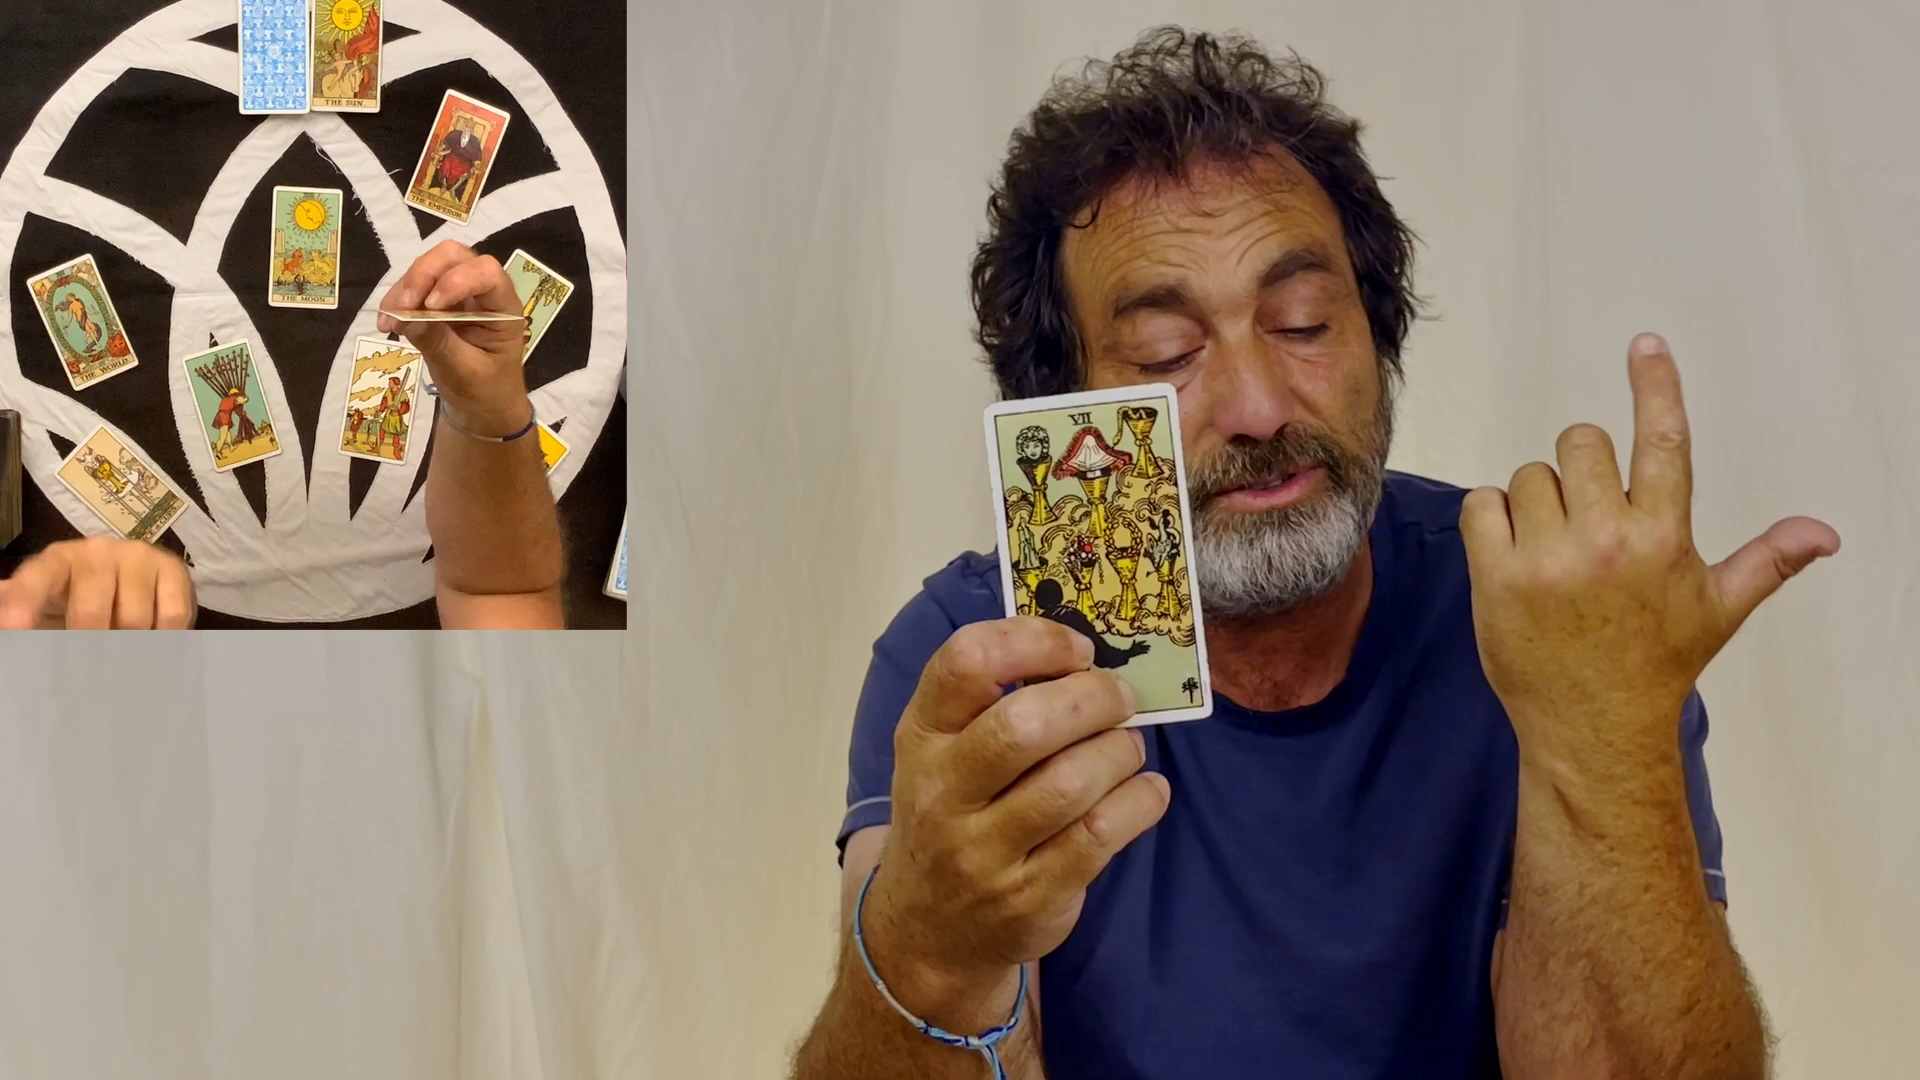 THE SUN.
THE EMPEROR.
THE MOON
THE WORLD.
VII